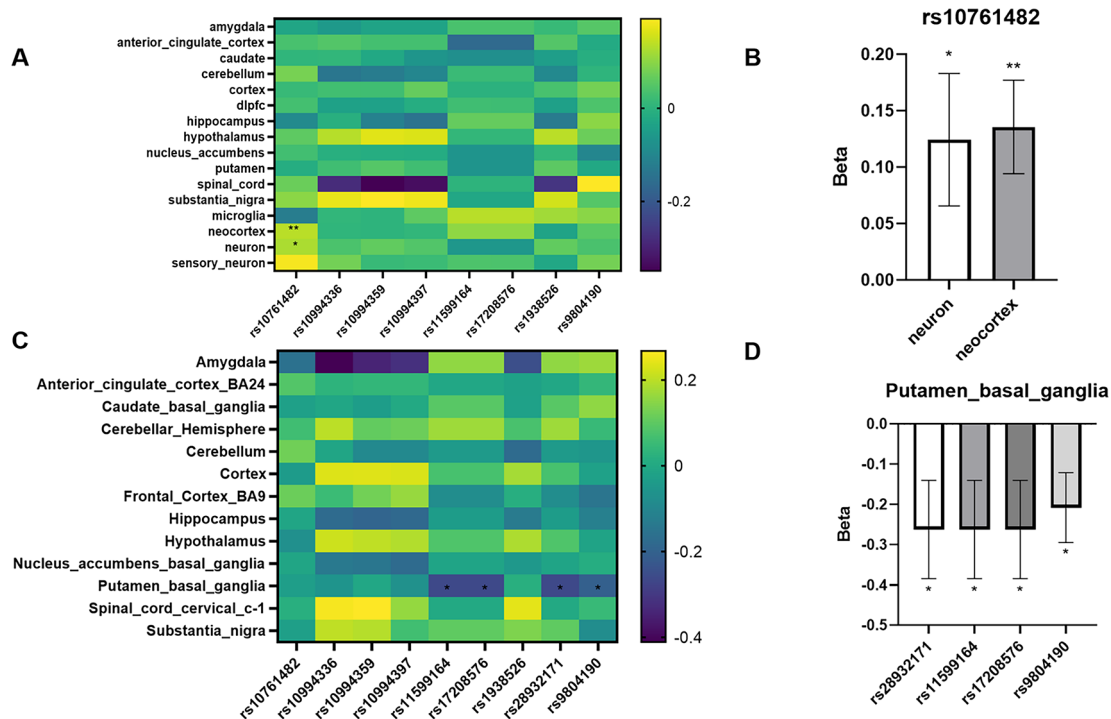 A
amygdala
anterior_cingulate_cortex
caudate
cerebellum
cortex
dlpfc
hippocampus
hypothalamus
nucleus_accumbens
putamen
spinal_cord
substantia_nigra
microglia
neocortex
neuron
sensory_neuron
**
*
rs10761482
rs10994336
rs10994359
rs10994397
rs11599164
rs17208576
rs1938526
rs9804190
0
-0.2
B
rs10761482
Beta
0.20
0.15
0.10
0.05
0.00
*
**
neuron
neocortex
C
Amygdala
Anterior_cingulate_cortex_BA24
Caudate_basal_ganglia
Cerebellar_Hemisphere
Cerebellum
Cortex
Frontal_Cortex_BA9
Hippocampus
Hypothalamus
Nucleus_accumbens_basal_ganglia
Putamen_basal_ganglia
Spinal_cord_cervical_c-1
Substantia_nigra
* * * *
rs10761482
rs10994336
rs10994359
rs10994397
rs11599164
rs17208576
rs1938526
rs28932171
rs9804190
0.2
0
-0.2
-0.4
D
Putamen_basal_ganglia
Beta
0.0
-0.1
-0.2
-0.3
-0.4
-0.5
* * * *
rs28932171
rs11599164
rs17208576
rs9804190